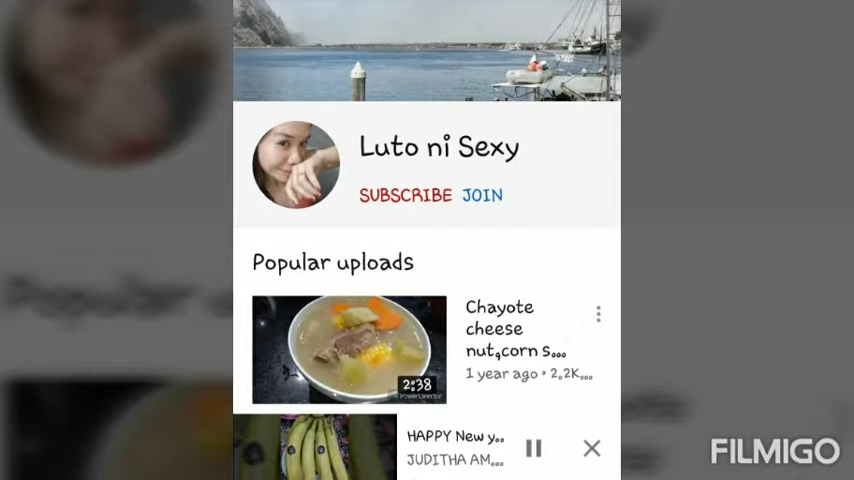 Luto ni Sexy
SUBSCRIBE JOIN
Popular uploads
Chayote
cheese
nut,corn s...
1 year ago • 2.2K...
2:38
PowerDirector
HAPPY New y..
JUDITHA AM...
FILMIGO